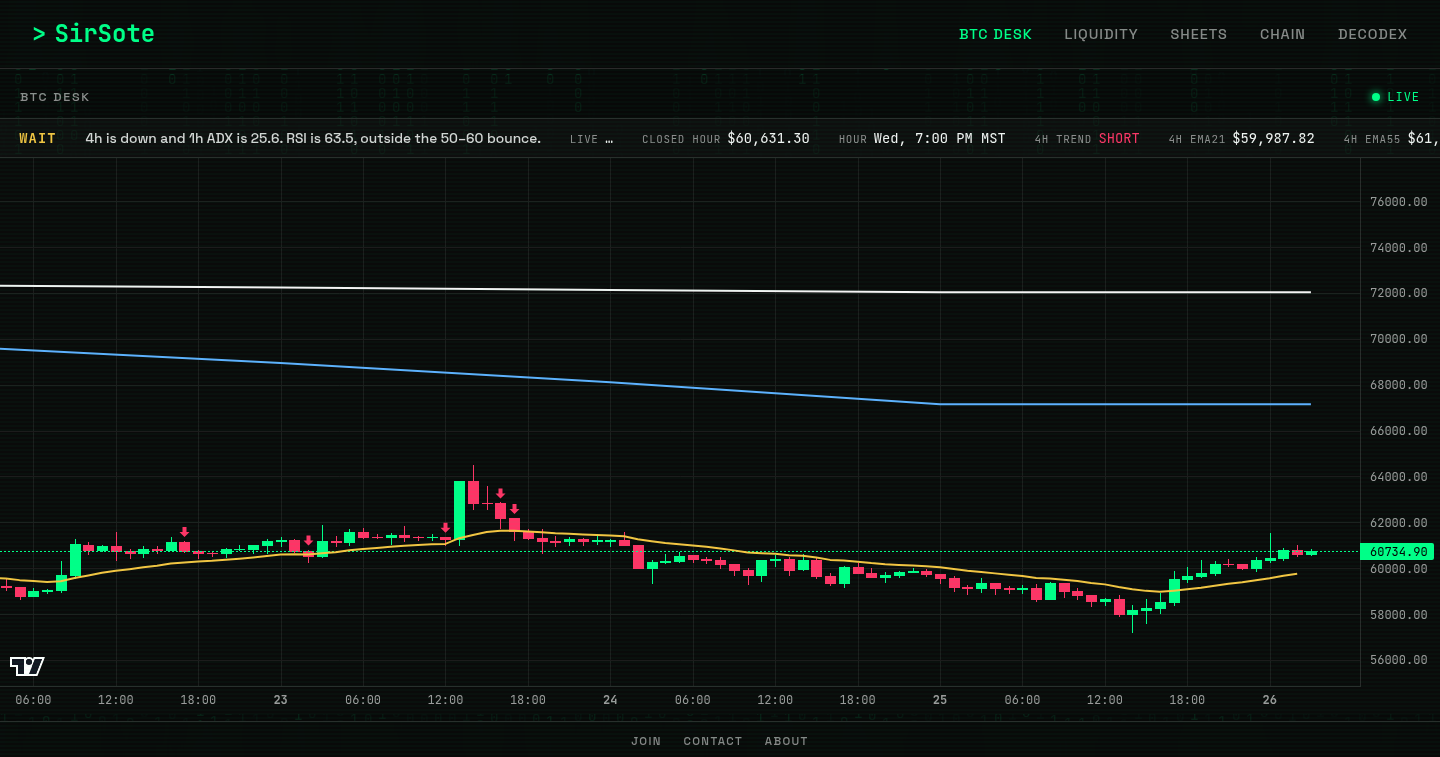 > SirSote
BTC DESK LIQUIDITY SHEETS CHAIN DECODEX
BTC DESK
LIVE
WAIT 4h is down and 1h ADX is 25.6. RSI is 63.5, outside the 50–60 bounce. LIVE … CLOSED HOUR $60,631.30 HOUR Wed, 7:00 PM MST 4H TREND SHORT 4H EMA21 $59,987.82 4H EMA55 $61,
76000.00
74000.00
72000.00
70000.00
68000.00
66000.00
64000.00
62000.00
60734.90
60000.00
58000.00
56000.00
06:00 12:00 18:00 23 06:00 12:00 18:00 24 06:00 12:00 18:00 25 06:00 12:00 18:00 26
JOIN CONTACT ABOUT